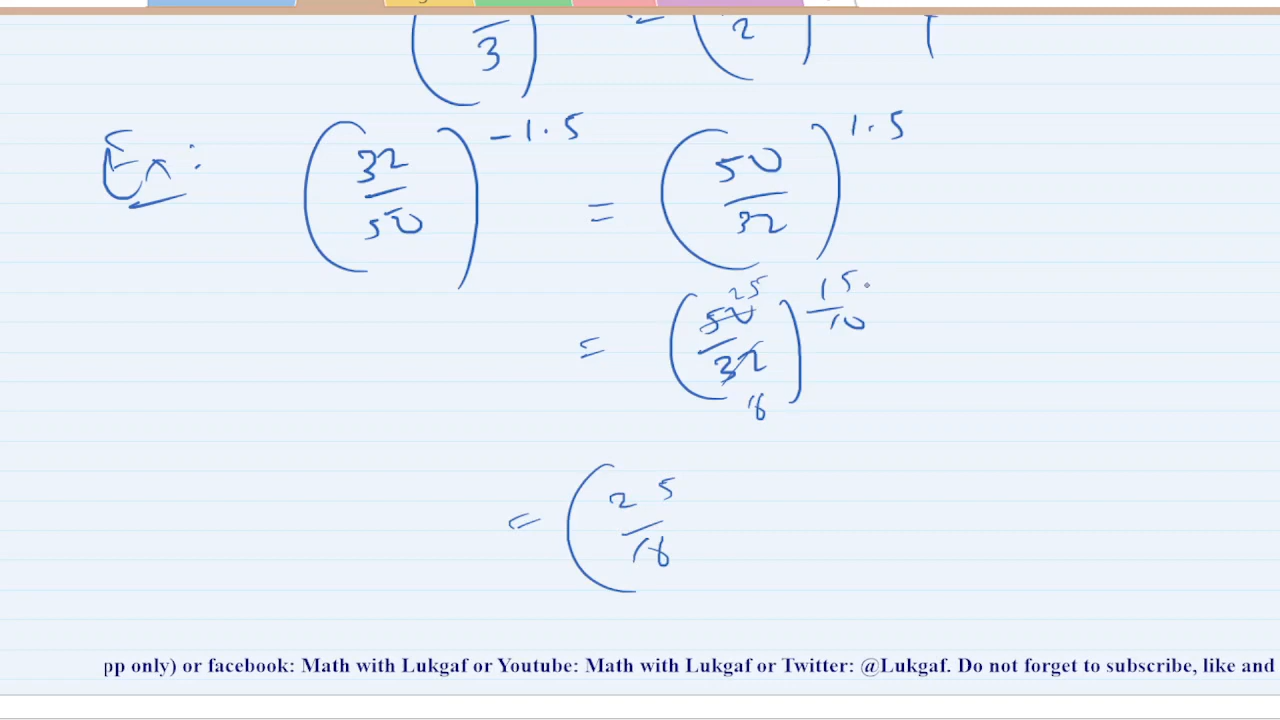 3 2
Ex: (32/50)^-1.5 = (50/32)^1.5
= (50/32)^15/10 25 16
= (25/16
pp only) or facebook: Math with Lukgaf or Youtube: Math with Lukgaf or Twitter: @Lukgaf. Do not forget to subscribe, like and